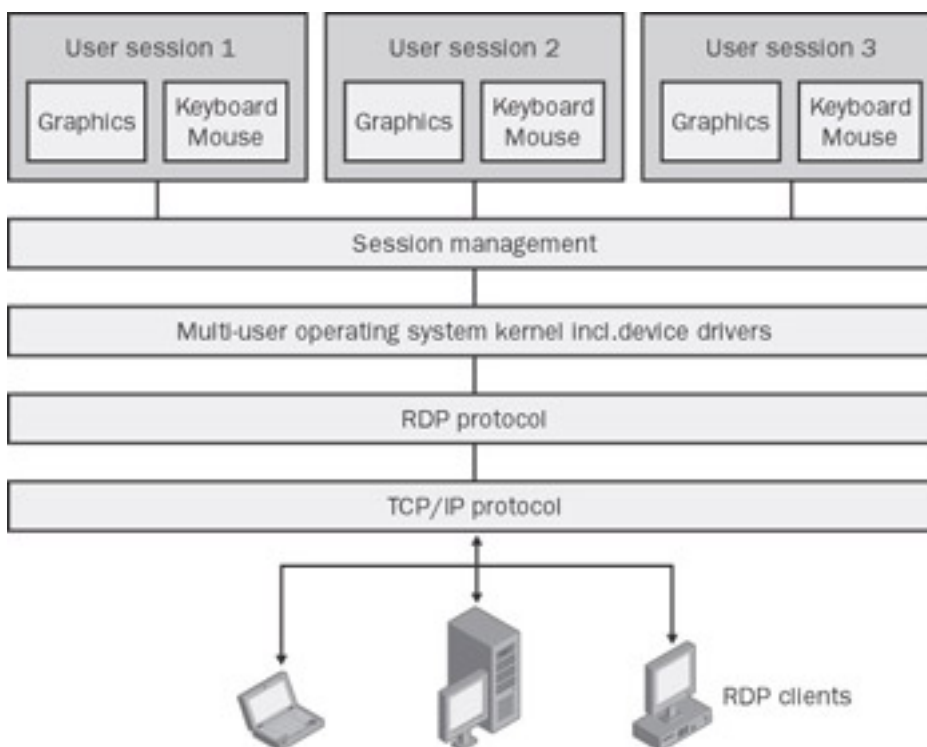 User session 1
User session 2
User session 3
Graphics
Keyboard
Mouse
Graphics
Keyboard
Mouse
Graphics
Keyboard
Mouse
Session management
Multi-user operating system kernel incl.device drivers
RDP protocol
TCP/IP protocol
RDP clients